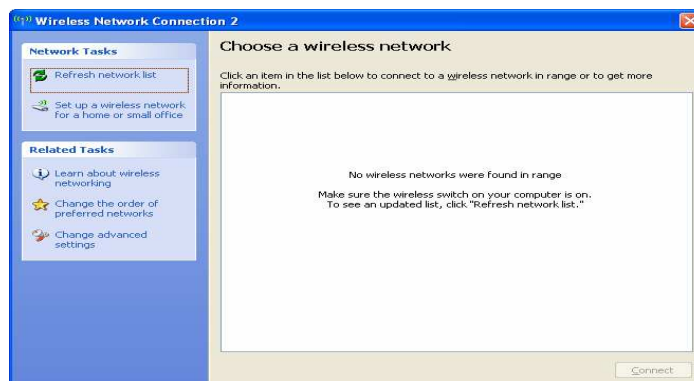 Wireless Network Connection 2
Network Tasks
Refresh network list
Set up a wireless network
for a home or small office
Related Tasks
Learn about wireless
networking
Change the order of
preferred networks
Change advanced
settings
Choose a wireless network
Click an item in the list below to connect to a wireless network in range or to get more
information.
No wireless networks were found in range
Make sure the wireless switch on your computer is on.
To see an updated list, click "Refresh network list."
Connect